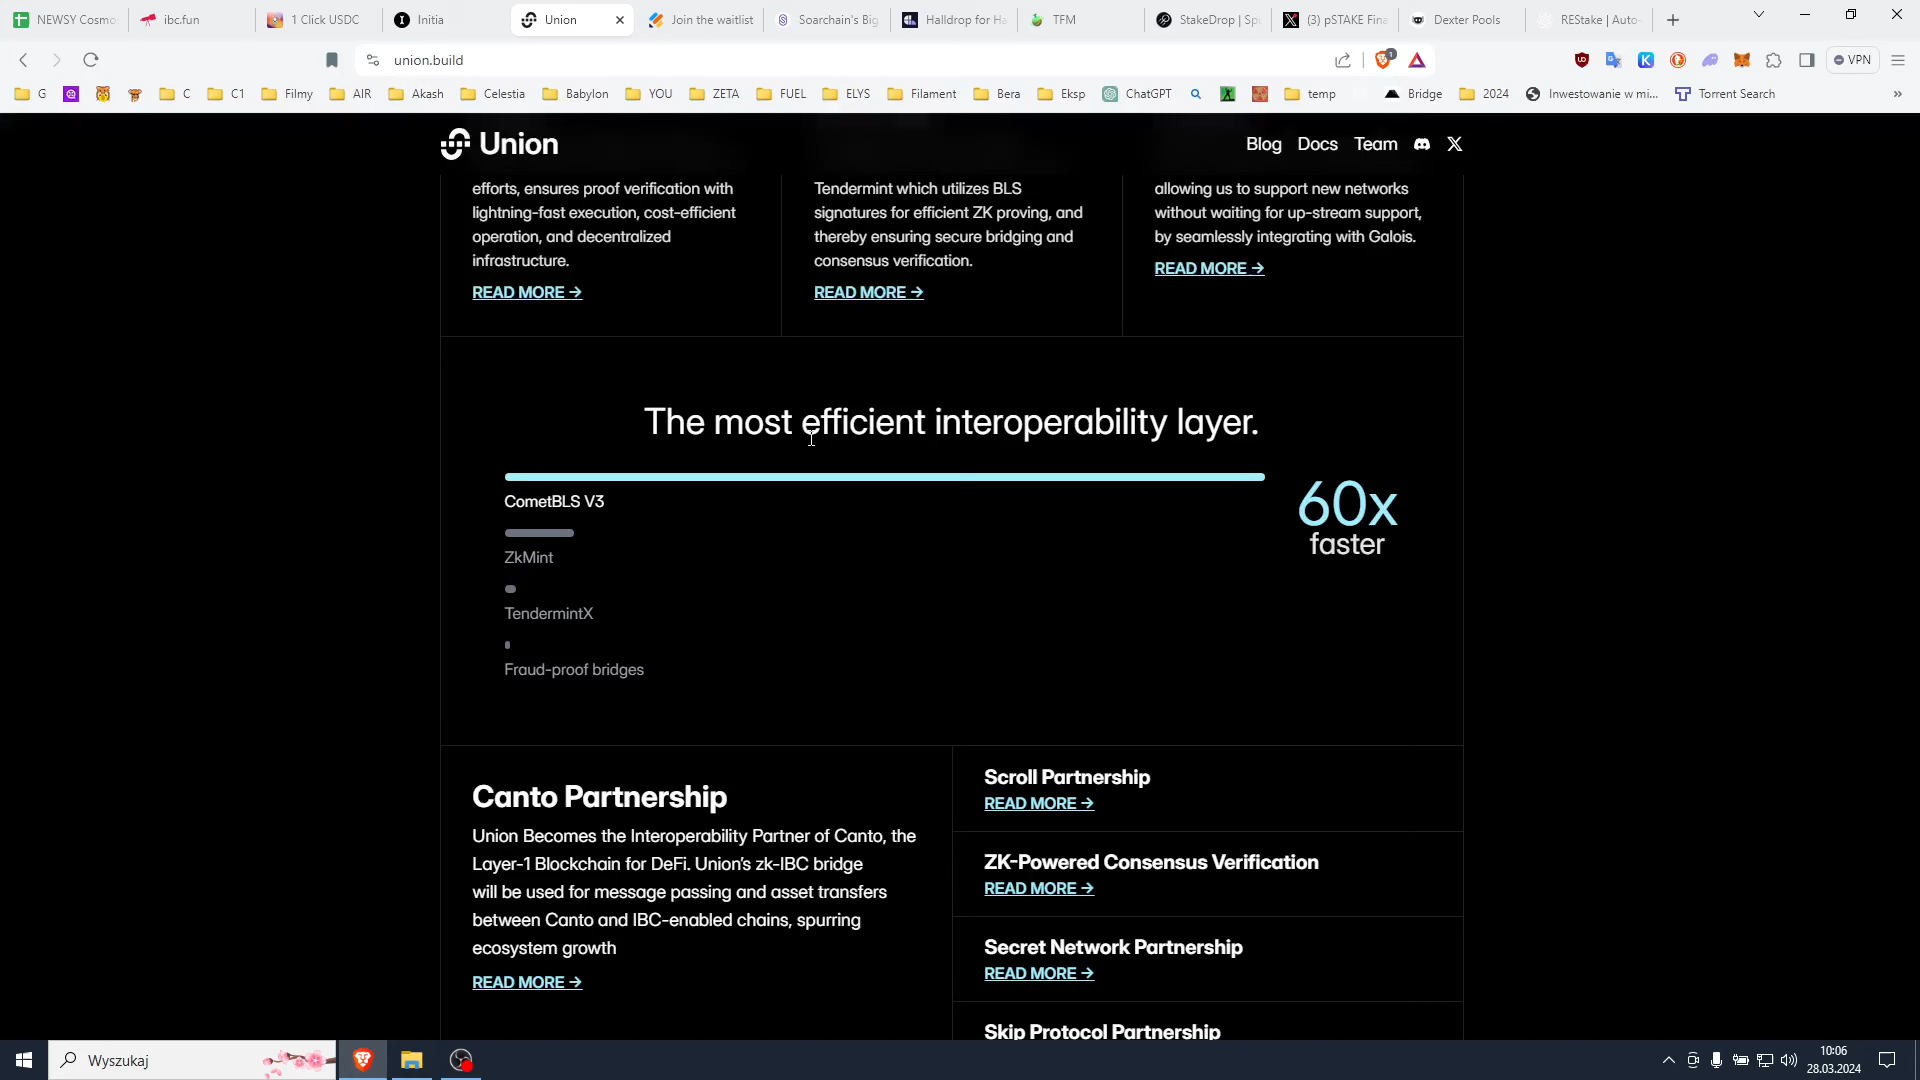 NEWSY Cosmo
ibc.fun
1 Click USDC
Initia
Union
Join the waitlist
Soarchain's Big
Halldrop for Ha
TFM
StakeDrop | Spu
(3) pSTAKE Fina
Dexter Pools
REStake | Auto-
union.build
1
VPN
G
C
C1
Filmy
AIR
Akash
Celestia
Babylon
YOU
ZETA
FUEL
ELYS
Filament
Bera
Eksp
ChatGPT
temp
Bridge
2024
Inwestowanie w mi...
Torrent Search
»
Union
Blog Docs Team
efforts, ensures proof verification with
lightning-fast execution, cost-efficient
operation, and decentralized
infrastructure.
READ MORE →
Tendermint which utilizes BLS
signatures for efficient ZK proving, and
thereby ensuring secure bridging and
consensus verification.
READ MORE →
allowing us to support new networks
without waiting for up-stream support,
by seamlessly integrating with Galois.
READ MORE →
The most efficient interoperability layer.
CometBLS V3
ZkMint
TendermintX
Fraud-proof bridges
60x
faster
Canto Partnership
Union Becomes the Interoperability Partner of Canto, the
Layer-1 Blockchain for DeFi. Union's zk-IBC bridge
will be used for message passing and asset transfers
between Canto and IBC-enabled chains, spurring
ecosystem growth
READ MORE →
Scroll Partnership
READ MORE →
ZK-Powered Consensus Verification
READ MORE →
Secret Network Partnership
READ MORE →
Skip Protocol Partnership
Wyszukaj
10:06
28.03.2024